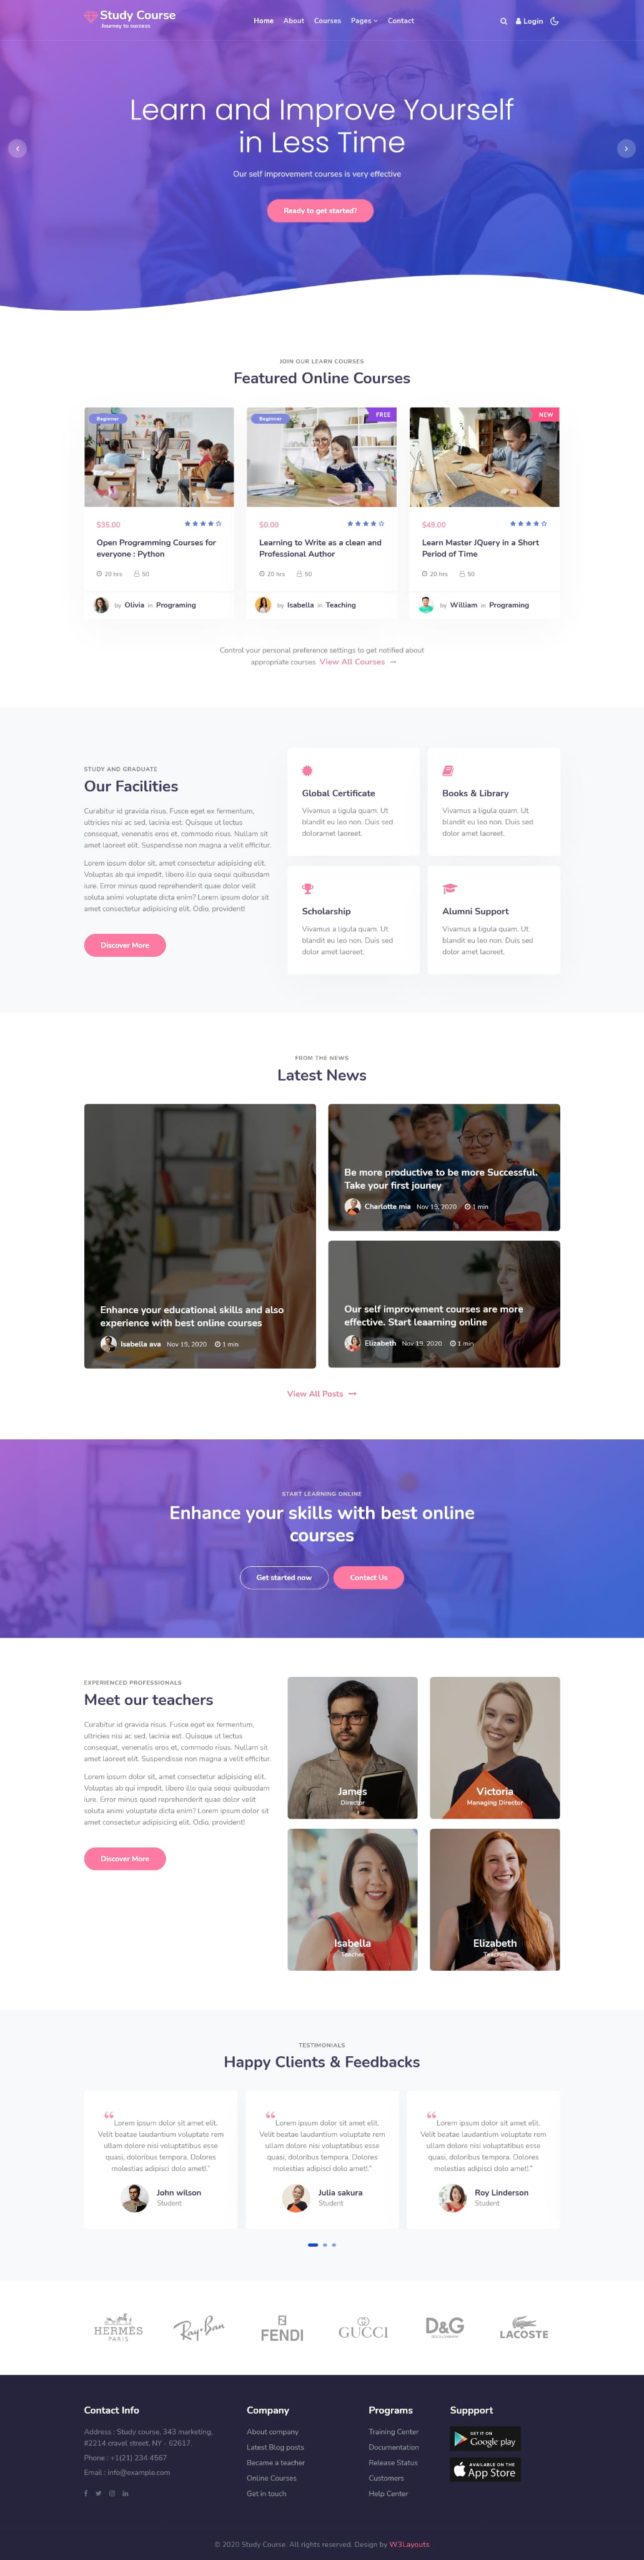 Study Course
Journey to success
Home About Courses Pages Contact
Login
Learn and Improve Yourself
in Less Time
Our self improvement courses is very effective
Ready to get started?
JOIN OUR LEARN COURSES
Featured Online Courses
Beginner
Beginner
FREE
NEW
$35.00
Open Programming Courses for
everyone : Python
20 hrs 50
by Olivia in Programing
$0.00
Learning to Write as a clean and
Professional Author
20 hrs 50
by Isabella in Teaching
$49.00
Learn Master JQuery in a Short
Period of Time
20 hrs 50
by William in Programing
Control your personal preference settings to get notified about
appropriate courses View All Courses
STUDY AND GRADUATE
Our Facilities
Curabitur id gravida risus. Fusce eget ex fermentum,
ultricies nisi ac sed, lacinia est. Quisque ut lectus
consequat, venenatis eros et, commodo risus. Nullam sit
amet laoreet elit. Suspendisse non magna a velit efficitur.
Lorem ipsum dolor sit, amet consectetur adipisicing elit.
Voluptas ab qui impedit, libero illo quia sequi quibusdam
iure. Error minus quod reprehenderit quae dolor velit
soluta animi voluptate dicta enim? Lorem ipsum dolor sit
amet consectetur adipisicing elit. Odio, provident!
Discover More
Global Certificate
Vivamus a ligula quam. Ut
blandit eu leo non. Duis sed
doloramet laoreet.
Books & Library
Vivamus a ligula quam. Ut
blandit eu leo non. Duis sed
dolor amet laoreet.
Scholarship
Vivamus a ligula quam. Ut
blandit eu leo non. Duis sed
dolor amet laoreet.
Alumni Support
Vivamus a ligula quam. Ut
blandit eu leo non. Duis sed
dolor amet laoreet.
FROM THE NEWS
Latest News
Enhance your educational skills and also
experience with best online courses
Isabella ava Nov 19, 2020 1 min
Be more productive to be more Successful.
Take your first jouney
Charlotte mia Nov 19, 2020 1 min
Our self improvement courses are more
effective. Start leaarning online
Elizabeth Nov 19, 2020 1 min
View All Posts
START LEARNING ONLINE
Enhance your skills with best online
courses
Get started now
Contact Us
EXPERIENCED PROFESSIONALS
Meet our teachers
Curabitur id gravida risus. Fusce eget ex fermentum,
ultricies nisi ac sed, lacinia est. Quisque ut lectus
consequat, venenatis eros et, commodo risus. Nullam sit
amet laoreet elit. Suspendisse non magna a velit efficitur.
Lorem ipsum dolor sit, amet consectetur adipisicing elit.
Voluptas ab qui impedit, libero illo quia sequi quibusdam
iure. Error minus quod reprehenderit quae dolor velit
soluta animi voluptate dicta enim? Lorem ipsum dolor sit
amet consectetur adipisicing elit. Odio, provident!
Discover More
James
Director
Victoria
Managing Director
Isabella
Teacher
Elizabeth
Teacher
TESTIMONIALS
Happy Clients & Feedbacks
Lorem ipsum dolor sit amet elit.
Velit beatae laudantium voluptate rem
ullam dolore nisi voluptatibus esse
quasi, doloribus tempora. Dolores
molestias adipisci dolo amet!."
John wilson
Student
Lorem ipsum dolor sit amet elit.
Velit beatae laudantium voluptate rem
ullam dolore nisi voluptatibus esse
quasi, doloribus tempora. Dolores
molestias adipisci dolo amet!."
Julia sakura
Student
Lorem ipsum dolor sit amet elit.
Velit beatae laudantium voluptate rem
ullam dolore nisi voluptatibus esse
quasi, doloribus tempora. Dolores
molestias adipisci dolo amet!."
Roy Linderson
Student
HERMÈS
PARIS
Ray-Ban
FENDI
GUCCI
D&G
DOLCE & GABBANA
LACOSTE
Contact Info
Address : Study course, 343 marketing,
#2214 cravel street, NY - 62617.
Phone : +1(21) 234 4567
Email : info@example.com
Company
About company
Latest Blog posts
Became a teacher
Online Courses
Get in touch
Programs
Training Center
Documentation
Release Status
Customers
Help Center
Suppport
GET IT ON
Google play
AVAILABLE ON THE
App Store
© 2020 Study Course. All rights reserved. Design by W3Layouts